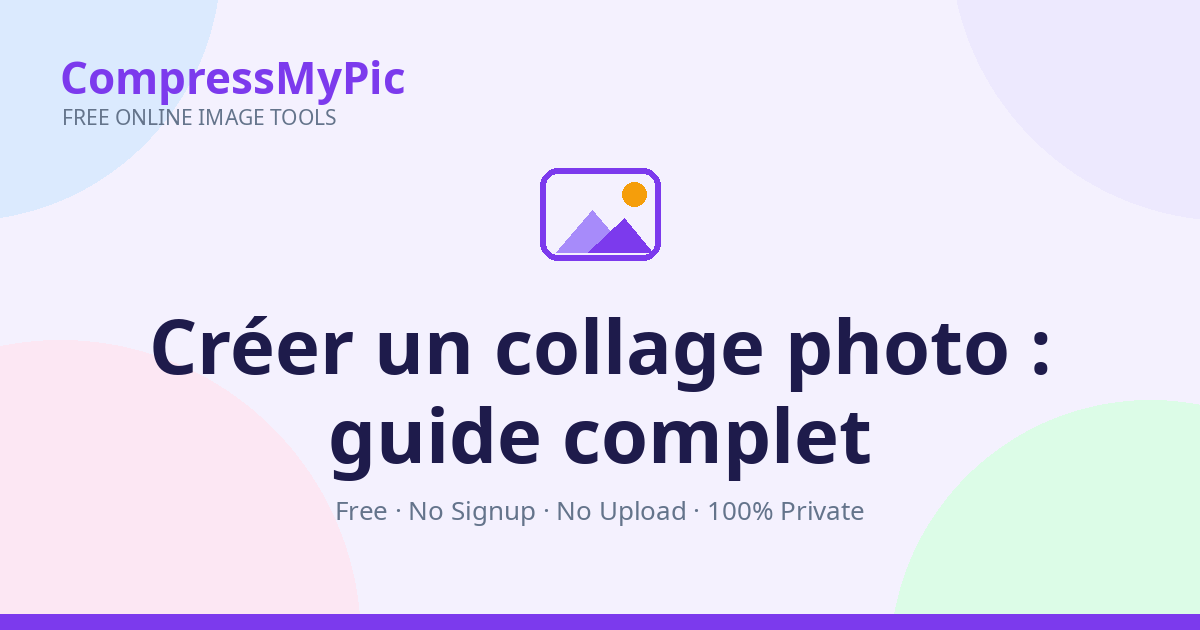 CompressMyPic
FREE ONLINE IMAGE TOOLS
Créer un collage photo :
guide complet
Free · No Signup · No Upload · 100% Private